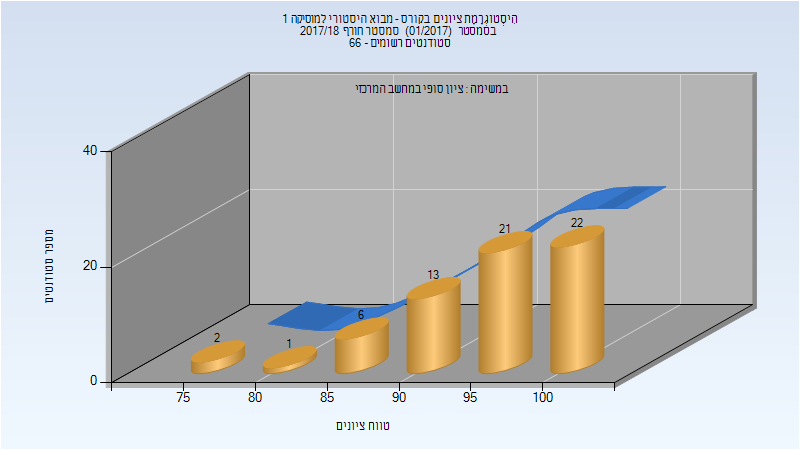 היסטוגרמת ציונים בקורס - מבוא היסטורי למוסיקה 1
בסמסטר (01/2017) סמסטר חורף 2017/18
סטודנטים רשומים - 66
במשימה : ציון סופי במחשב המרכזי
40
20
0
מספר סטודנטים
2
1
6
13
21
22
75 80 85 90 95 100
טווח ציונים